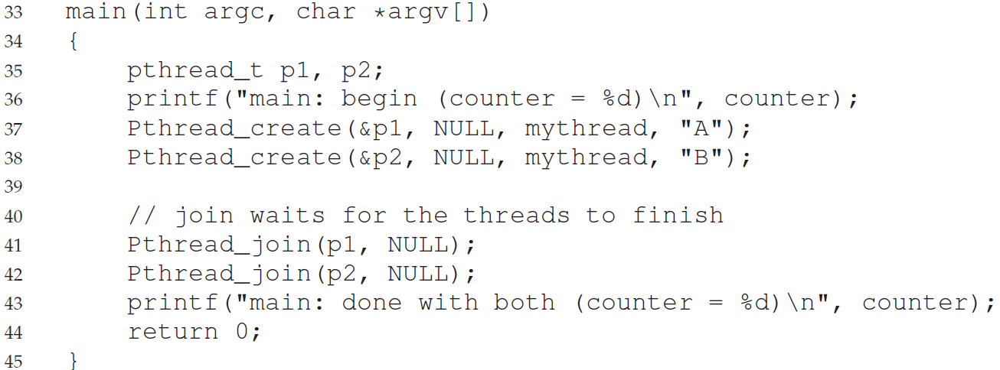 33 main(int argc, char *argv[])
34 {
35 pthread_t p1, p2;
36 printf("main: begin (counter = %d)\n", counter);
37 Pthread_create(&p1, NULL, mythread, "A");
38 Pthread_create(&p2, NULL, mythread, "B");
39
40 // join waits for the threads to finish
41 Pthread_join(p1, NULL);
42 Pthread_join(p2, NULL);
43 printf("main: done with both (counter = %d)\n", counter);
44 return 0;
45 }